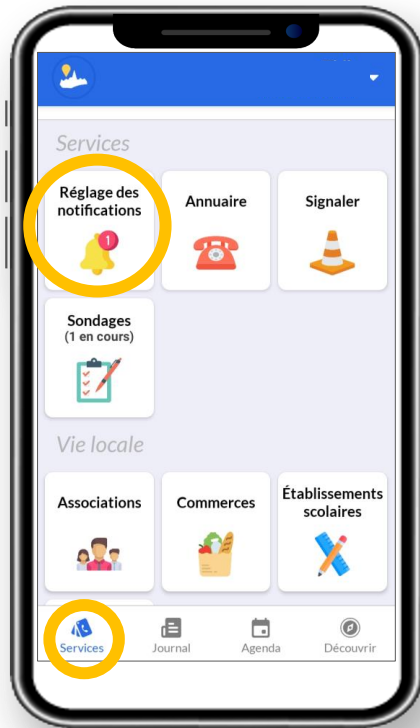 Services
Réglage des
notifications
1
Annuaire
Signaler
Sondages
(1 en cours)
Vie locale
Associations
Commerces
Établissements
scolaires
Services
Journal
Agenda
Découvrir